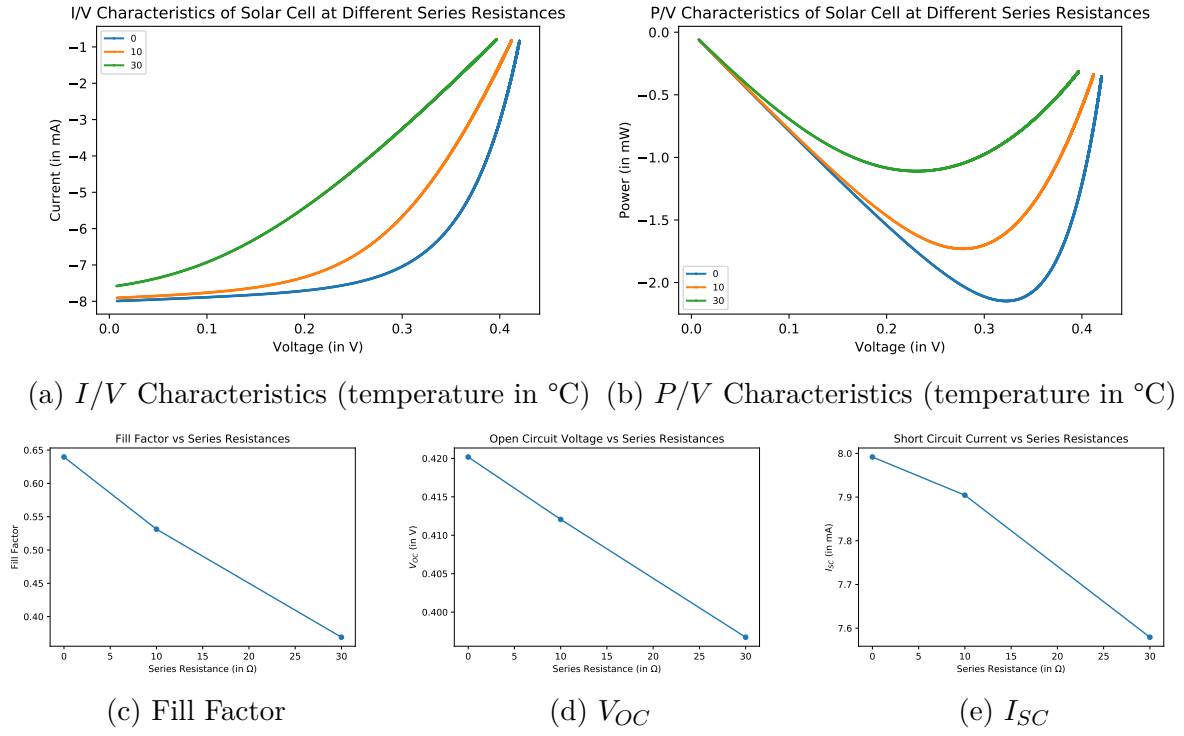 I/V Characteristics of Solar Cell at Different Series Resistances
0
10
30
−1
−2
−3
−4
−5
−6
−7
−8
Current (in mA)
0.0 0.1 0.2 0.3 0.4
Voltage (in V)
P/V Characteristics of Solar Cell at Different Series Resistances
0.0
−0.5
−1.0
−1.5
−2.0
Power (in mW)
0
10
30
0.0 0.1 0.2 0.3 0.4
Voltage (in V)
(a) I/V Characteristics (temperature in °C)
(b) P/V Characteristics (temperature in °C)
Fill Factor vs Series Resistances
0.65
0.60
0.55
0.50
0.45
0.40
Fill Factor
0 5 10 15 20 25 30
Series Resistance (in Ω)
(c) Fill Factor
Open Circuit Voltage vs Series Resistances
0.420
0.415
0.410
0.405
0.400
V_OC (in V)
0 5 10 15 20 25 30
Series Resistance (in Ω)
(d) V_OC
Short Circuit Current vs Series Resistances
8.0
7.9
7.8
7.7
7.6
I_SC (in mA)
0 5 10 15 20 25 30
Series Resistance (in Ω)
(e) I_SC